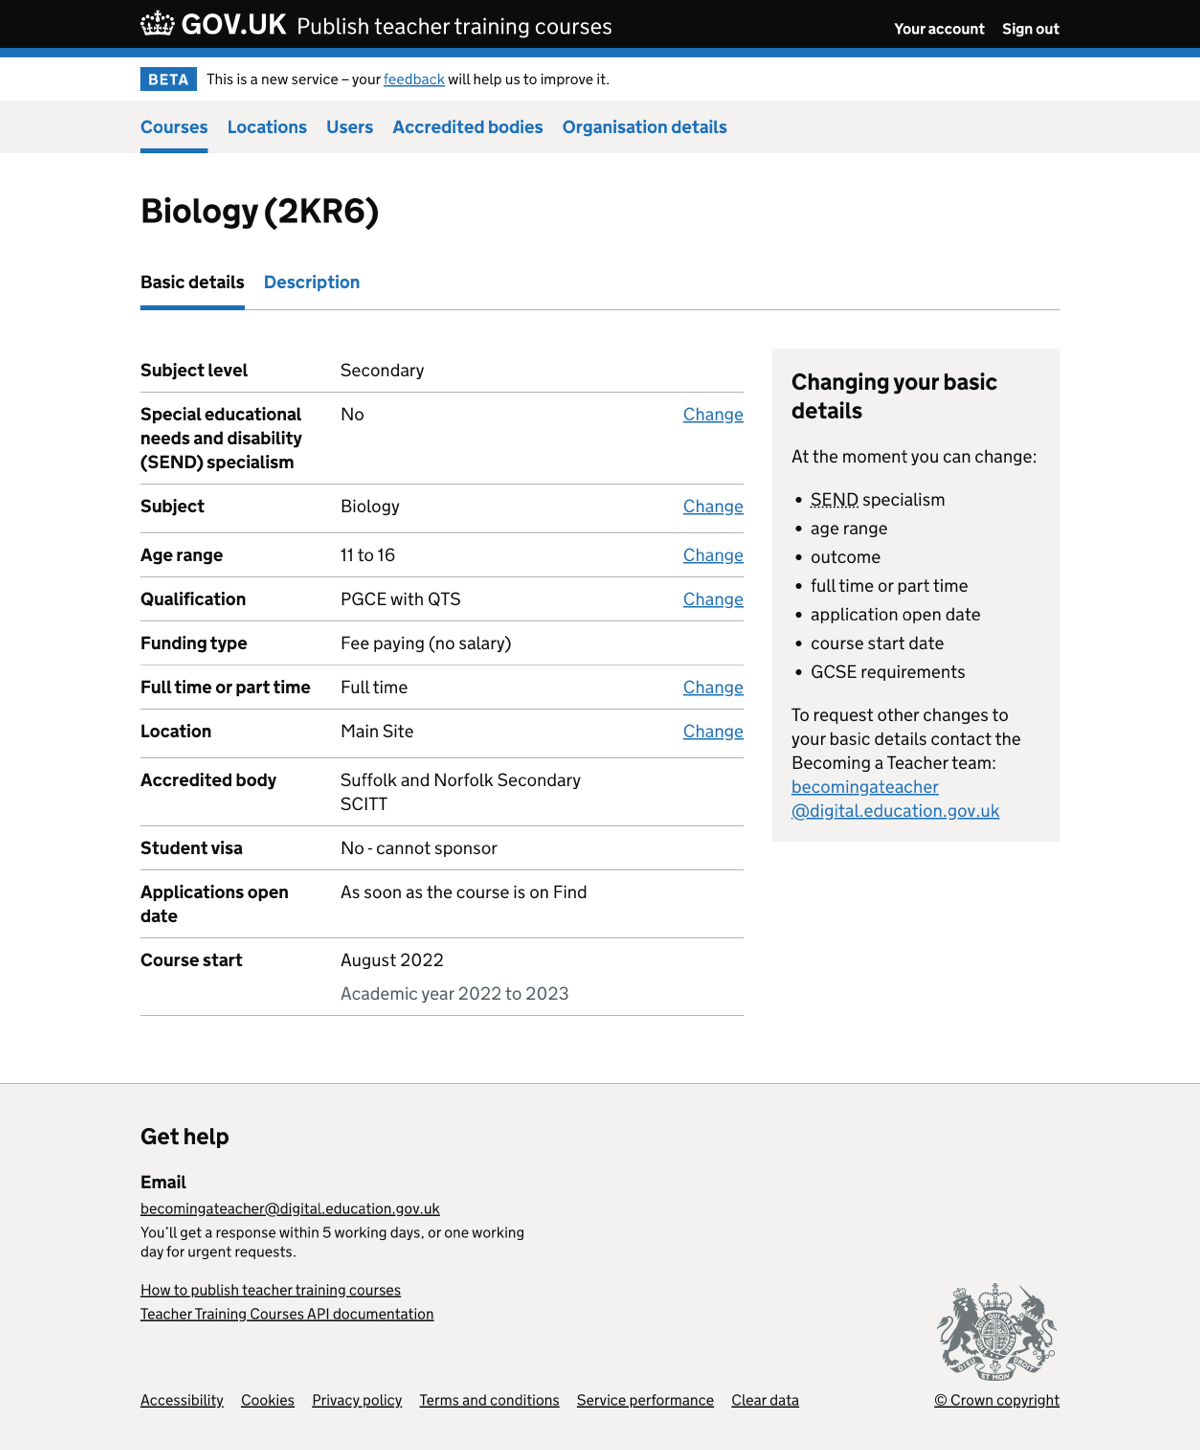 GOV.UK Publish teacher training courses
Your account Sign out
BETA This is a new service – your feedback will help us to improve it.
Courses Locations Users Accredited bodies Organisation details
Biology (2KR6)
Basic details Description
Subject level Secondary
Special educational needs and disability (SEND) specialism No Change
Subject Biology Change
Age range 11 to 16 Change
Qualification PGCE with QTS Change
Funding type Fee paying (no salary)
Full time or part time Full time Change
Location Main Site Change
Accredited body Suffolk and Norfolk Secondary SCITT
Student visa No - cannot sponsor
Applications open date As soon as the course is on Find
Course start August 2022
Academic year 2022 to 2023
Changing your basic
details
At the moment you can change:
• SEND specialism
• age range
• outcome
• full time or part time
• application open date
• course start date
• GCSE requirements
To request other changes to
your basic details contact the
Becoming a Teacher team:
becomingateacher
@digital.education.gov.uk
Get help
Email
becomingateacher@digital.education.gov.uk
You’ll get a response within 5 working days, or one working
day for urgent requests.
How to publish teacher training courses
Teacher Training Courses API documentation
DIEU ET MON DROIT
Accessibility Cookies Privacy policy Terms and conditions Service performance Clear data
© Crown copyright